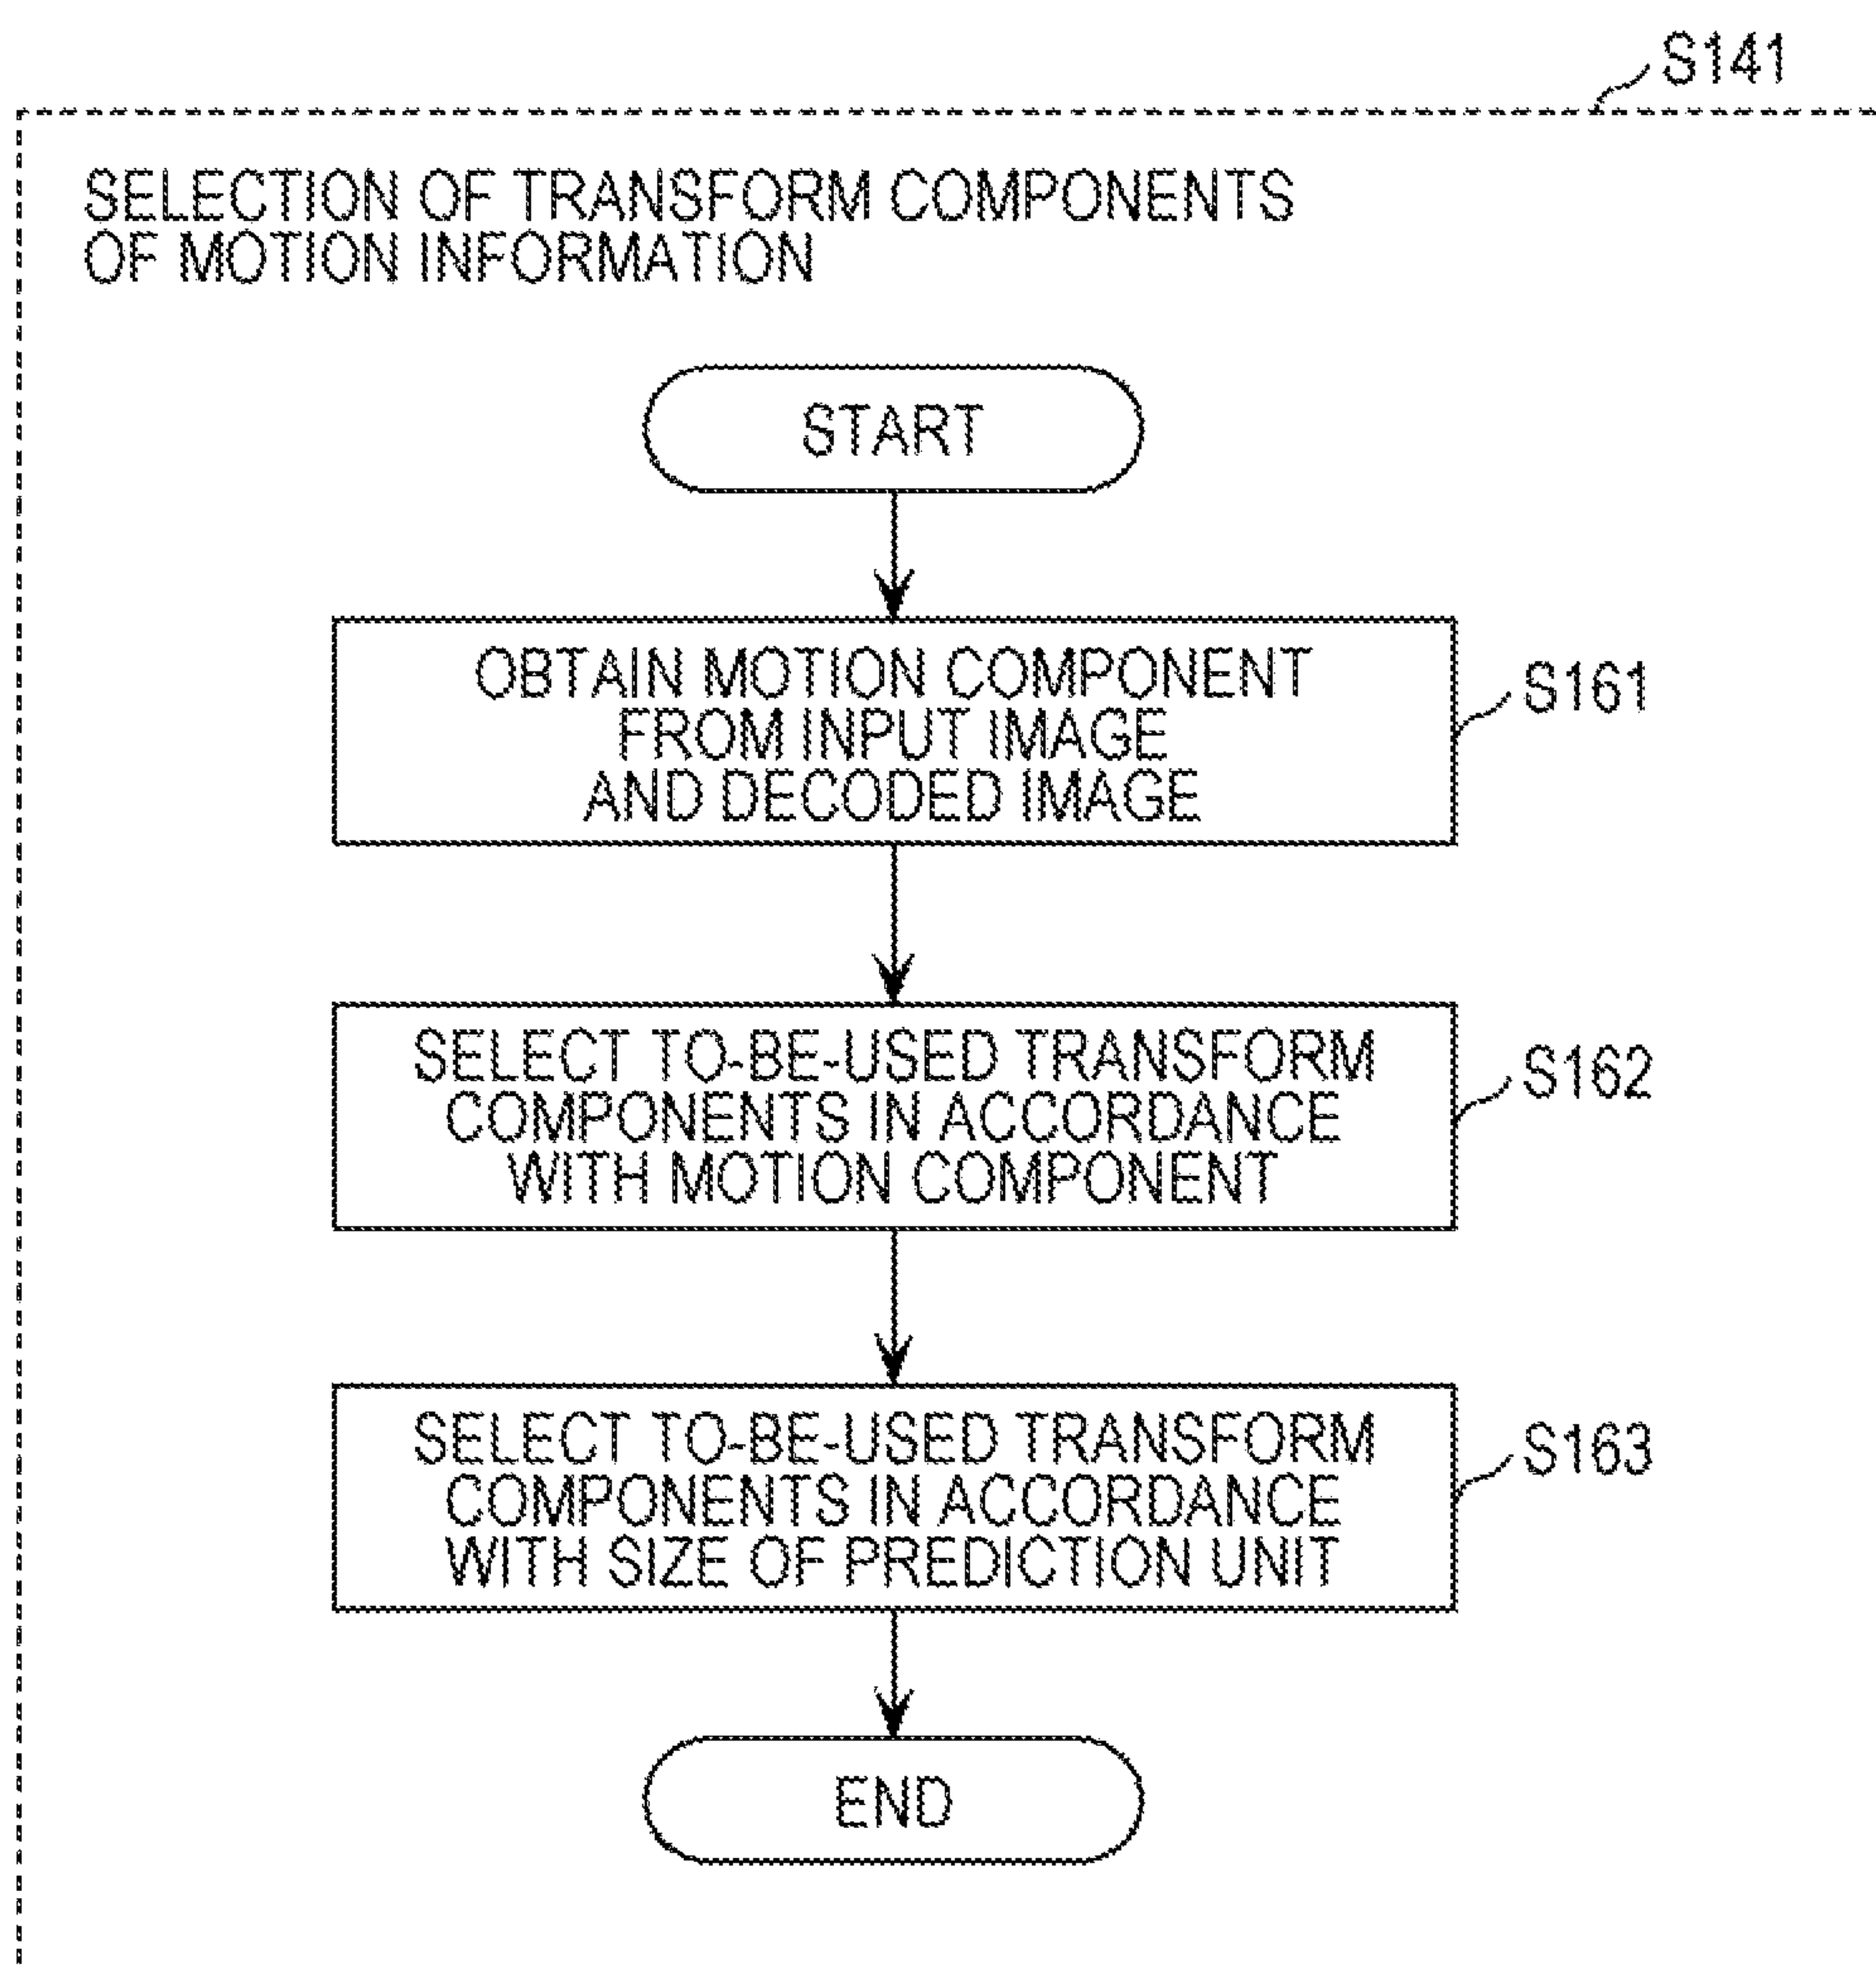 S141
SELECTION OF TRANSFORM COMPONENTS
OF MOTION INFORMATION
START
OBTAIN MOTION COMPONENT
FROM INPUT IMAGE
AND DECODED IMAGE
S161
SELECT TO-BE-USED TRANSFORM
COMPONENTS IN ACCORDANCE
WITH MOTION COMPONENT
S162
SELECT TO-BE-USED TRANSFORM
COMPONENTS IN ACCORDANCE
WITH SIZE OF PREDICTION UNIT
S163
END